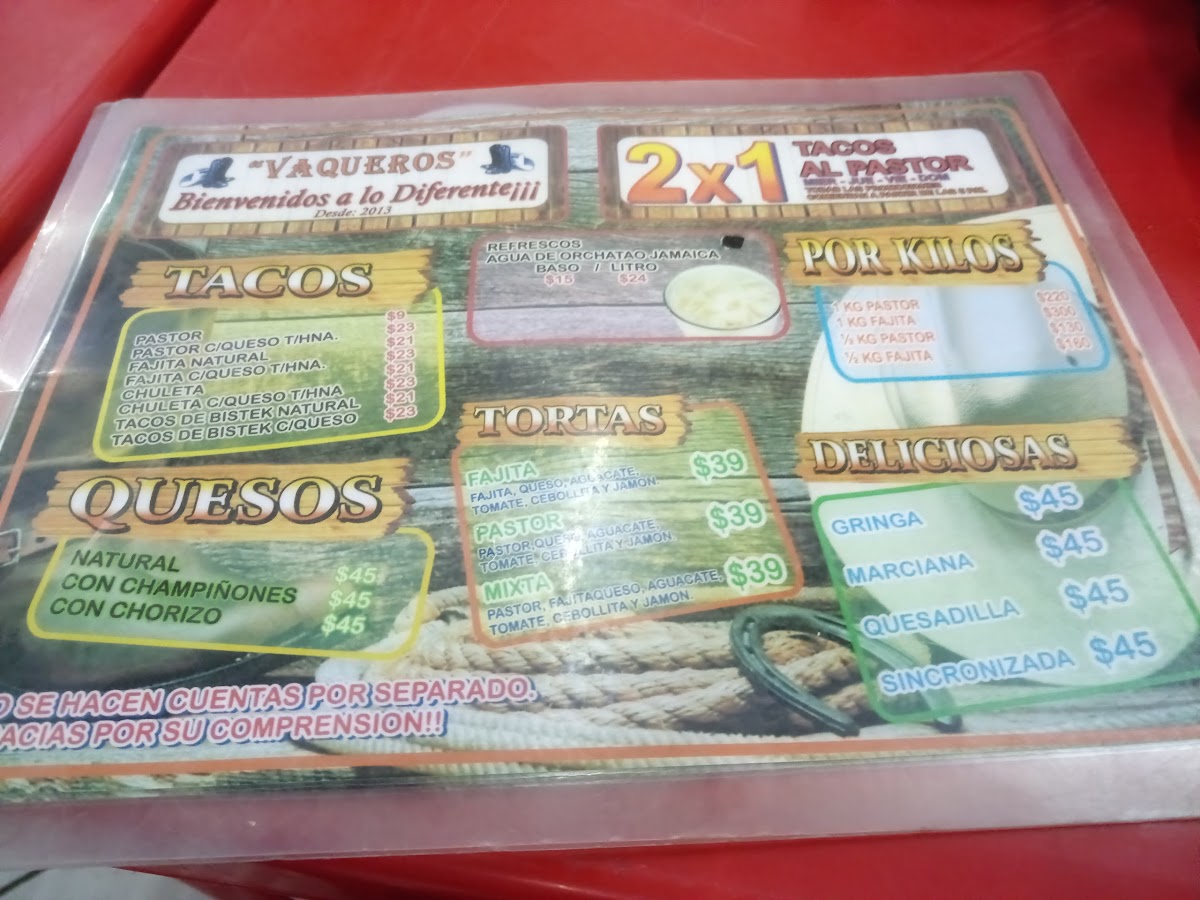 "VAQUEROS"
Bienvenidos a lo Diferente¡¡¡
Desde: 2013
2x1
TACOS
AL PASTOR
TACOS
PASTOR $9
PASTOR C/QUESO T/HNA. $23
FAJITA NATURAL $21
FAJITA C/QUESO T/HNA. $23
CHULETA $21
CHULETA C/QUESO T/HNA $23
TACOS DE BISTEK NATURAL $21
TACOS DE BISTEK C/QUESO $23
QUESOS
NATURAL $45
CON CHAMPIÑONES $45
CON CHORIZO $45
REFRESCOS
AGUA DE ORCHATAO JAMAICA
BASO / LITRO
$15 $24
TORTAS
FAJITA $39
FAJITA, QUESO, AGUACATE,
TOMATE, CEBOLLITA Y JAMON.
PASTOR $39
PASTOR, QUESO, AGUACATE,
TOMATE, CEBOLLITA Y JAMON.
MIXTA $39
PASTOR, FAJITAQUESO, AGUACATE,
TOMATE, CEBOLLITA Y JAMON.
POR KILOS
1 KG PASTOR $220
1 KG FAJITA $300
½ KG PASTOR $130
½ KG FAJITA $160
DELICIOSAS
GRINGA $45
MARCIANA $45
QUESADILLA $45
SINCRONIZADA $45
O SE HACEN CUENTAS POR SEPARADO.
ACIAS POR SU COMPRENSION!!